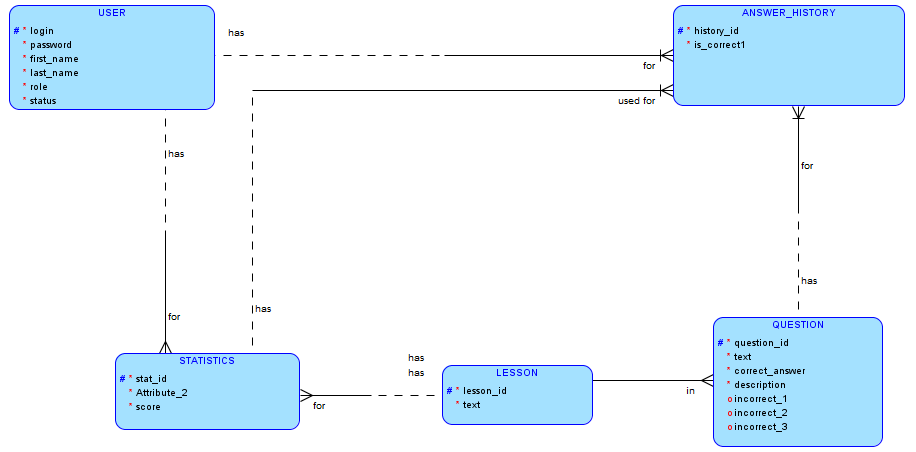 USER
# * login
* password
* first_name
* last_name
* role
* status
has
for
used for
ANSWER_HISTORY
# * history_id
* is_correct1
has
for
has
for
has
STATISTICS
# * stat_id
* Attribute_2
* score
has
has
for
LESSON
# * lesson_id
* text
in
QUESTION
# * question_id
* text
* correct_answer
* description
o incorrect_1
o incorrect_2
o incorrect_3